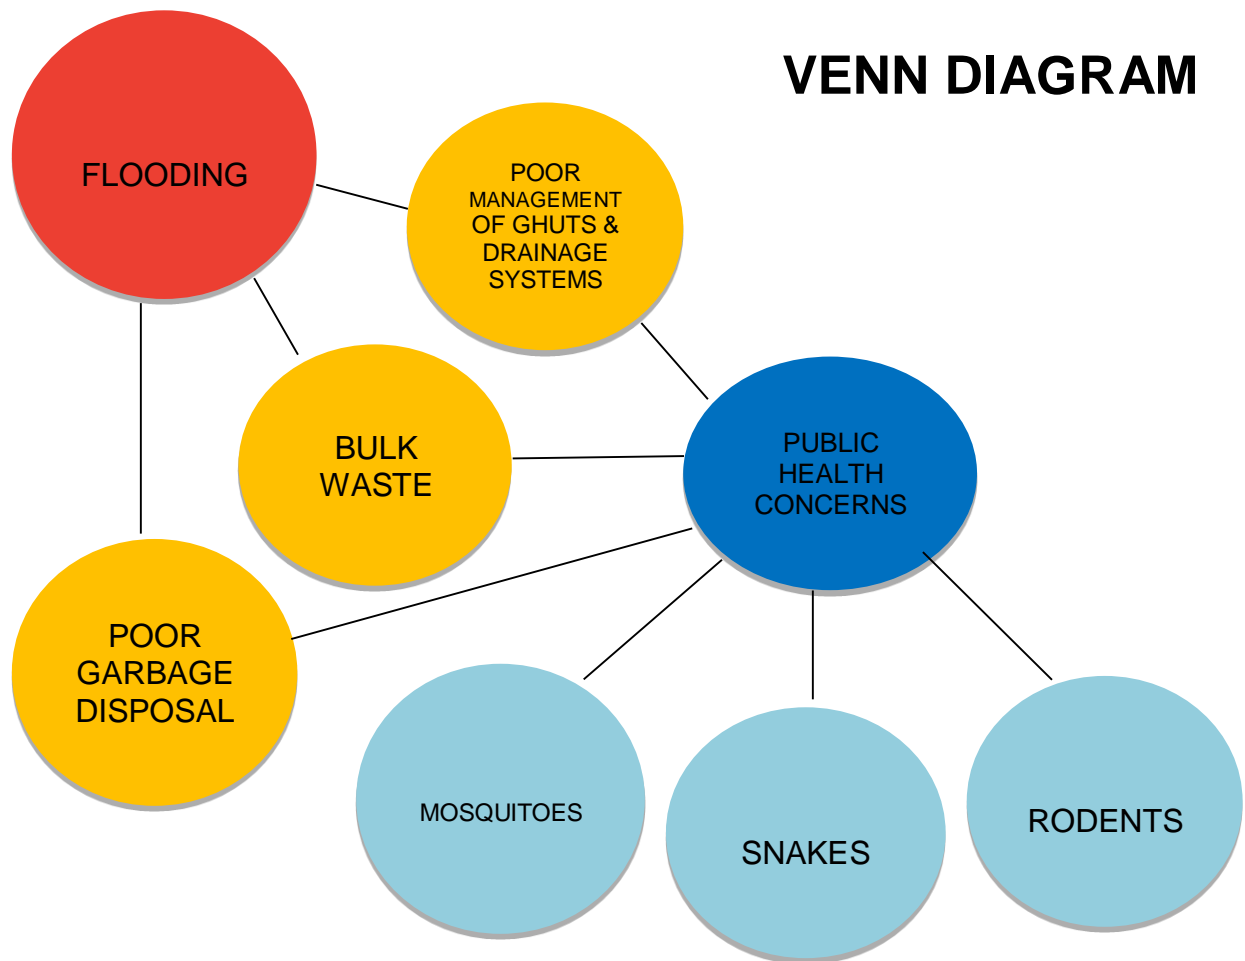 VENN DIAGRAM
FLOODING
POOR
MANAGEMENT
OF GHUTS &
DRAINAGE
SYSTEMS
BULK
WASTE
PUBLIC
HEALTH
CONCERNS
POOR
GARBAGE
DISPOSAL
MOSQUITOES
SNAKES
RODENTS